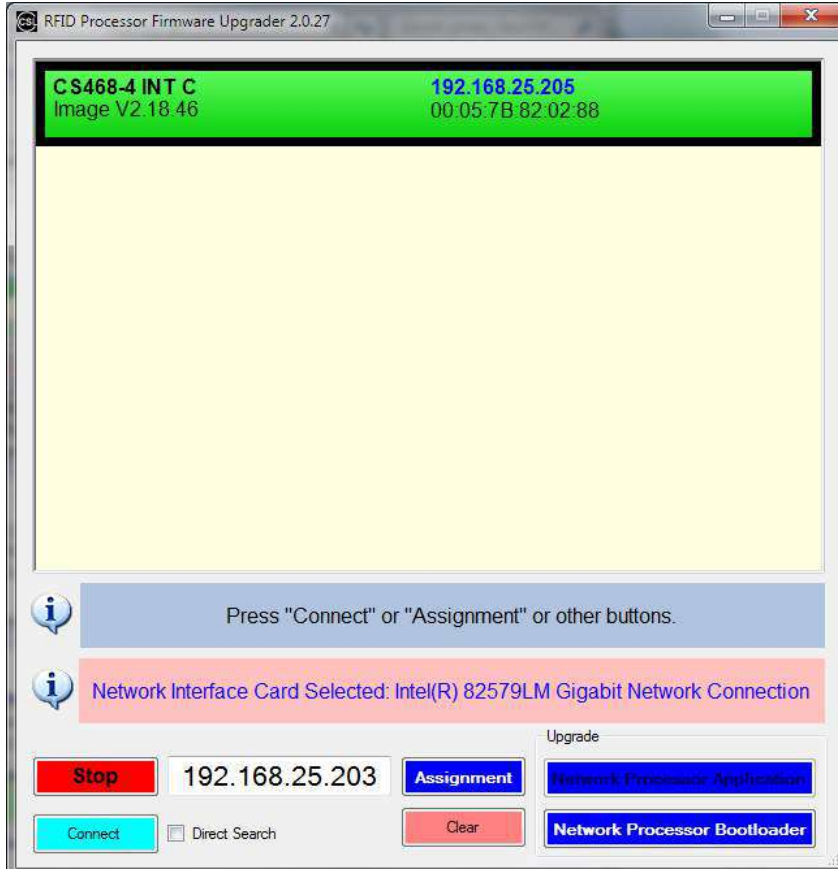 CSL RFID Processor Firmware Upgrader 2.0.27
CS468-4 INT C 192.168.25.205
Image V2.18.46 00:05:7B:82:02:88
Press "Connect" or "Assignment" or other buttons.
Network Interface Card Selected: Intel(R) 82579LM Gigabit Network Connection
Upgrade
Stop 192.168.25.203 Assignment Network Processor Application
Connect Direct Search Clear Network Processor Bootloader